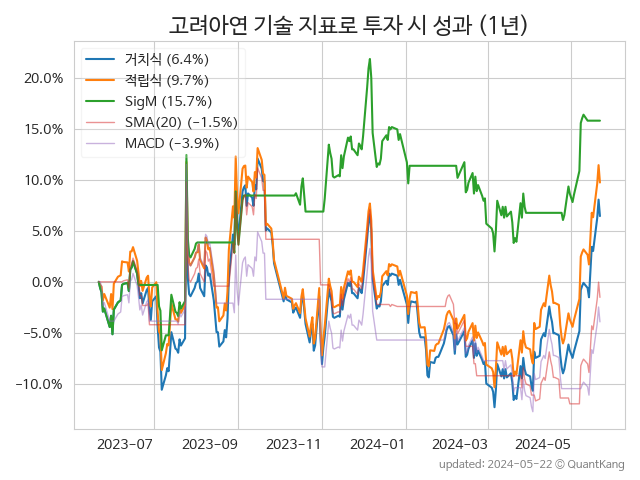 고려아연 기술 지표로 투자 시 성과 (1년)
거치식 (6.4%)
적립식 (9.7%)
SigM (15.7%)
SMA(20) (−1.5%)
MACD (−3.9%)
20.0%
15.0%
10.0%
5.0%
0.0%
−5.0%
−10.0%
2023-07 2023-09 2023-11 2024-01 2024-03 2024-05
updated: 2024-05-22 © QuantKang